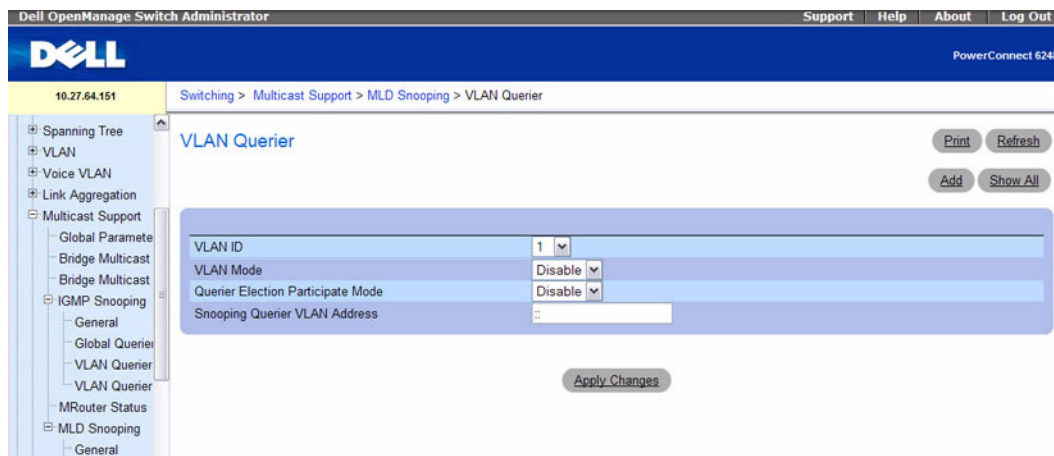 Dell OpenManage Switch Administrator
Support Help About Log Out
DELL
PowerConnect 6248
10.27.64.151
Switching > Multicast Support > MLD Snooping > VLAN Querier
Spanning Tree
VLAN
Voice VLAN
Link Aggregation
Multicast Support
Global Paramete
Bridge Multicast
Bridge Multicast
IGMP Snooping
General
Global Querier
VLAN Querier
VLAN Querier
MRouter Status
MLD Snooping
General
VLAN Querier
Print Refresh
Add Show All
VLAN ID 1
VLAN Mode Disable
Querier Election Participate Mode Disable
Snooping Querier VLAN Address ::
Apply Changes